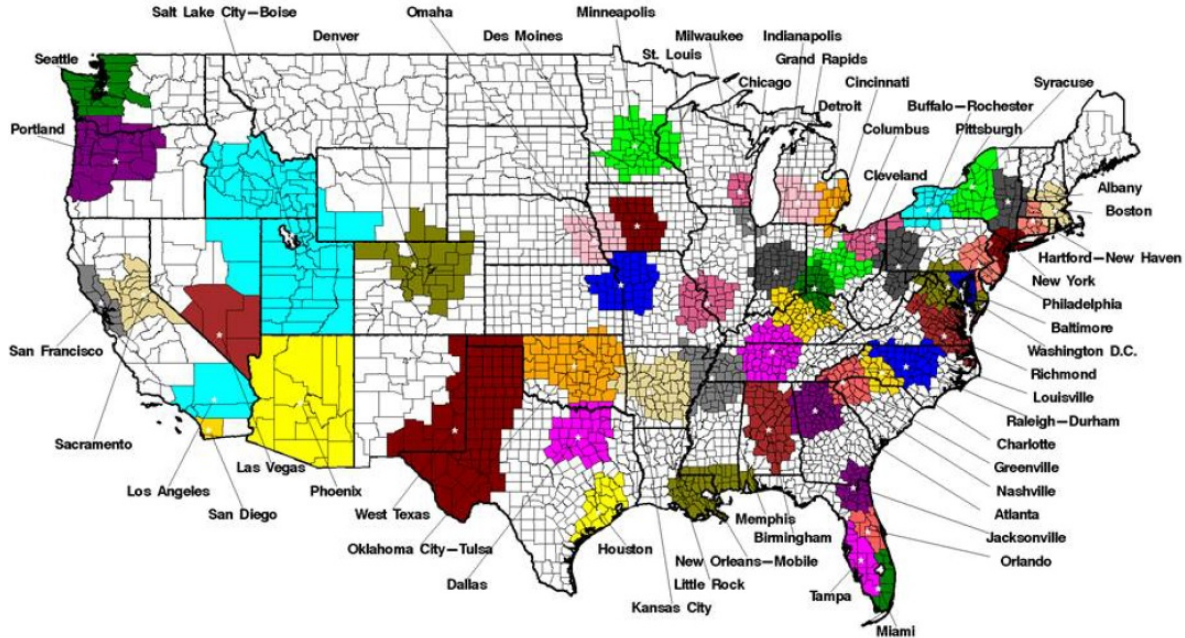 Salt Lake City—Boise
Omaha
Minneapolis
Denver
Des Moines
Milwaukee
Indianapolis
St. Louis
Grand Rapids
Seattle
Chicago
Cincinnati
Syracuse
Detroit
Buffalo—Rochester
Portland
Columbus
Pittsburgh
Cleveland
Albany
Boston
Hartford—New Haven
New York
Philadelphia
Baltimore
San Francisco
Washington D.C.
Richmond
Louisville
Raleigh—Durham
Sacramento
Charlotte
Las Vegas
Greenville
Los Angeles
Phoenix
Nashville
San Diego
West Texas
Atlanta
Memphis
Birmingham
Jacksonville
Oklahoma City—Tulsa
Houston
New Orleans—Mobile
Orlando
Dallas
Little Rock
Tampa
Kansas City
Miami